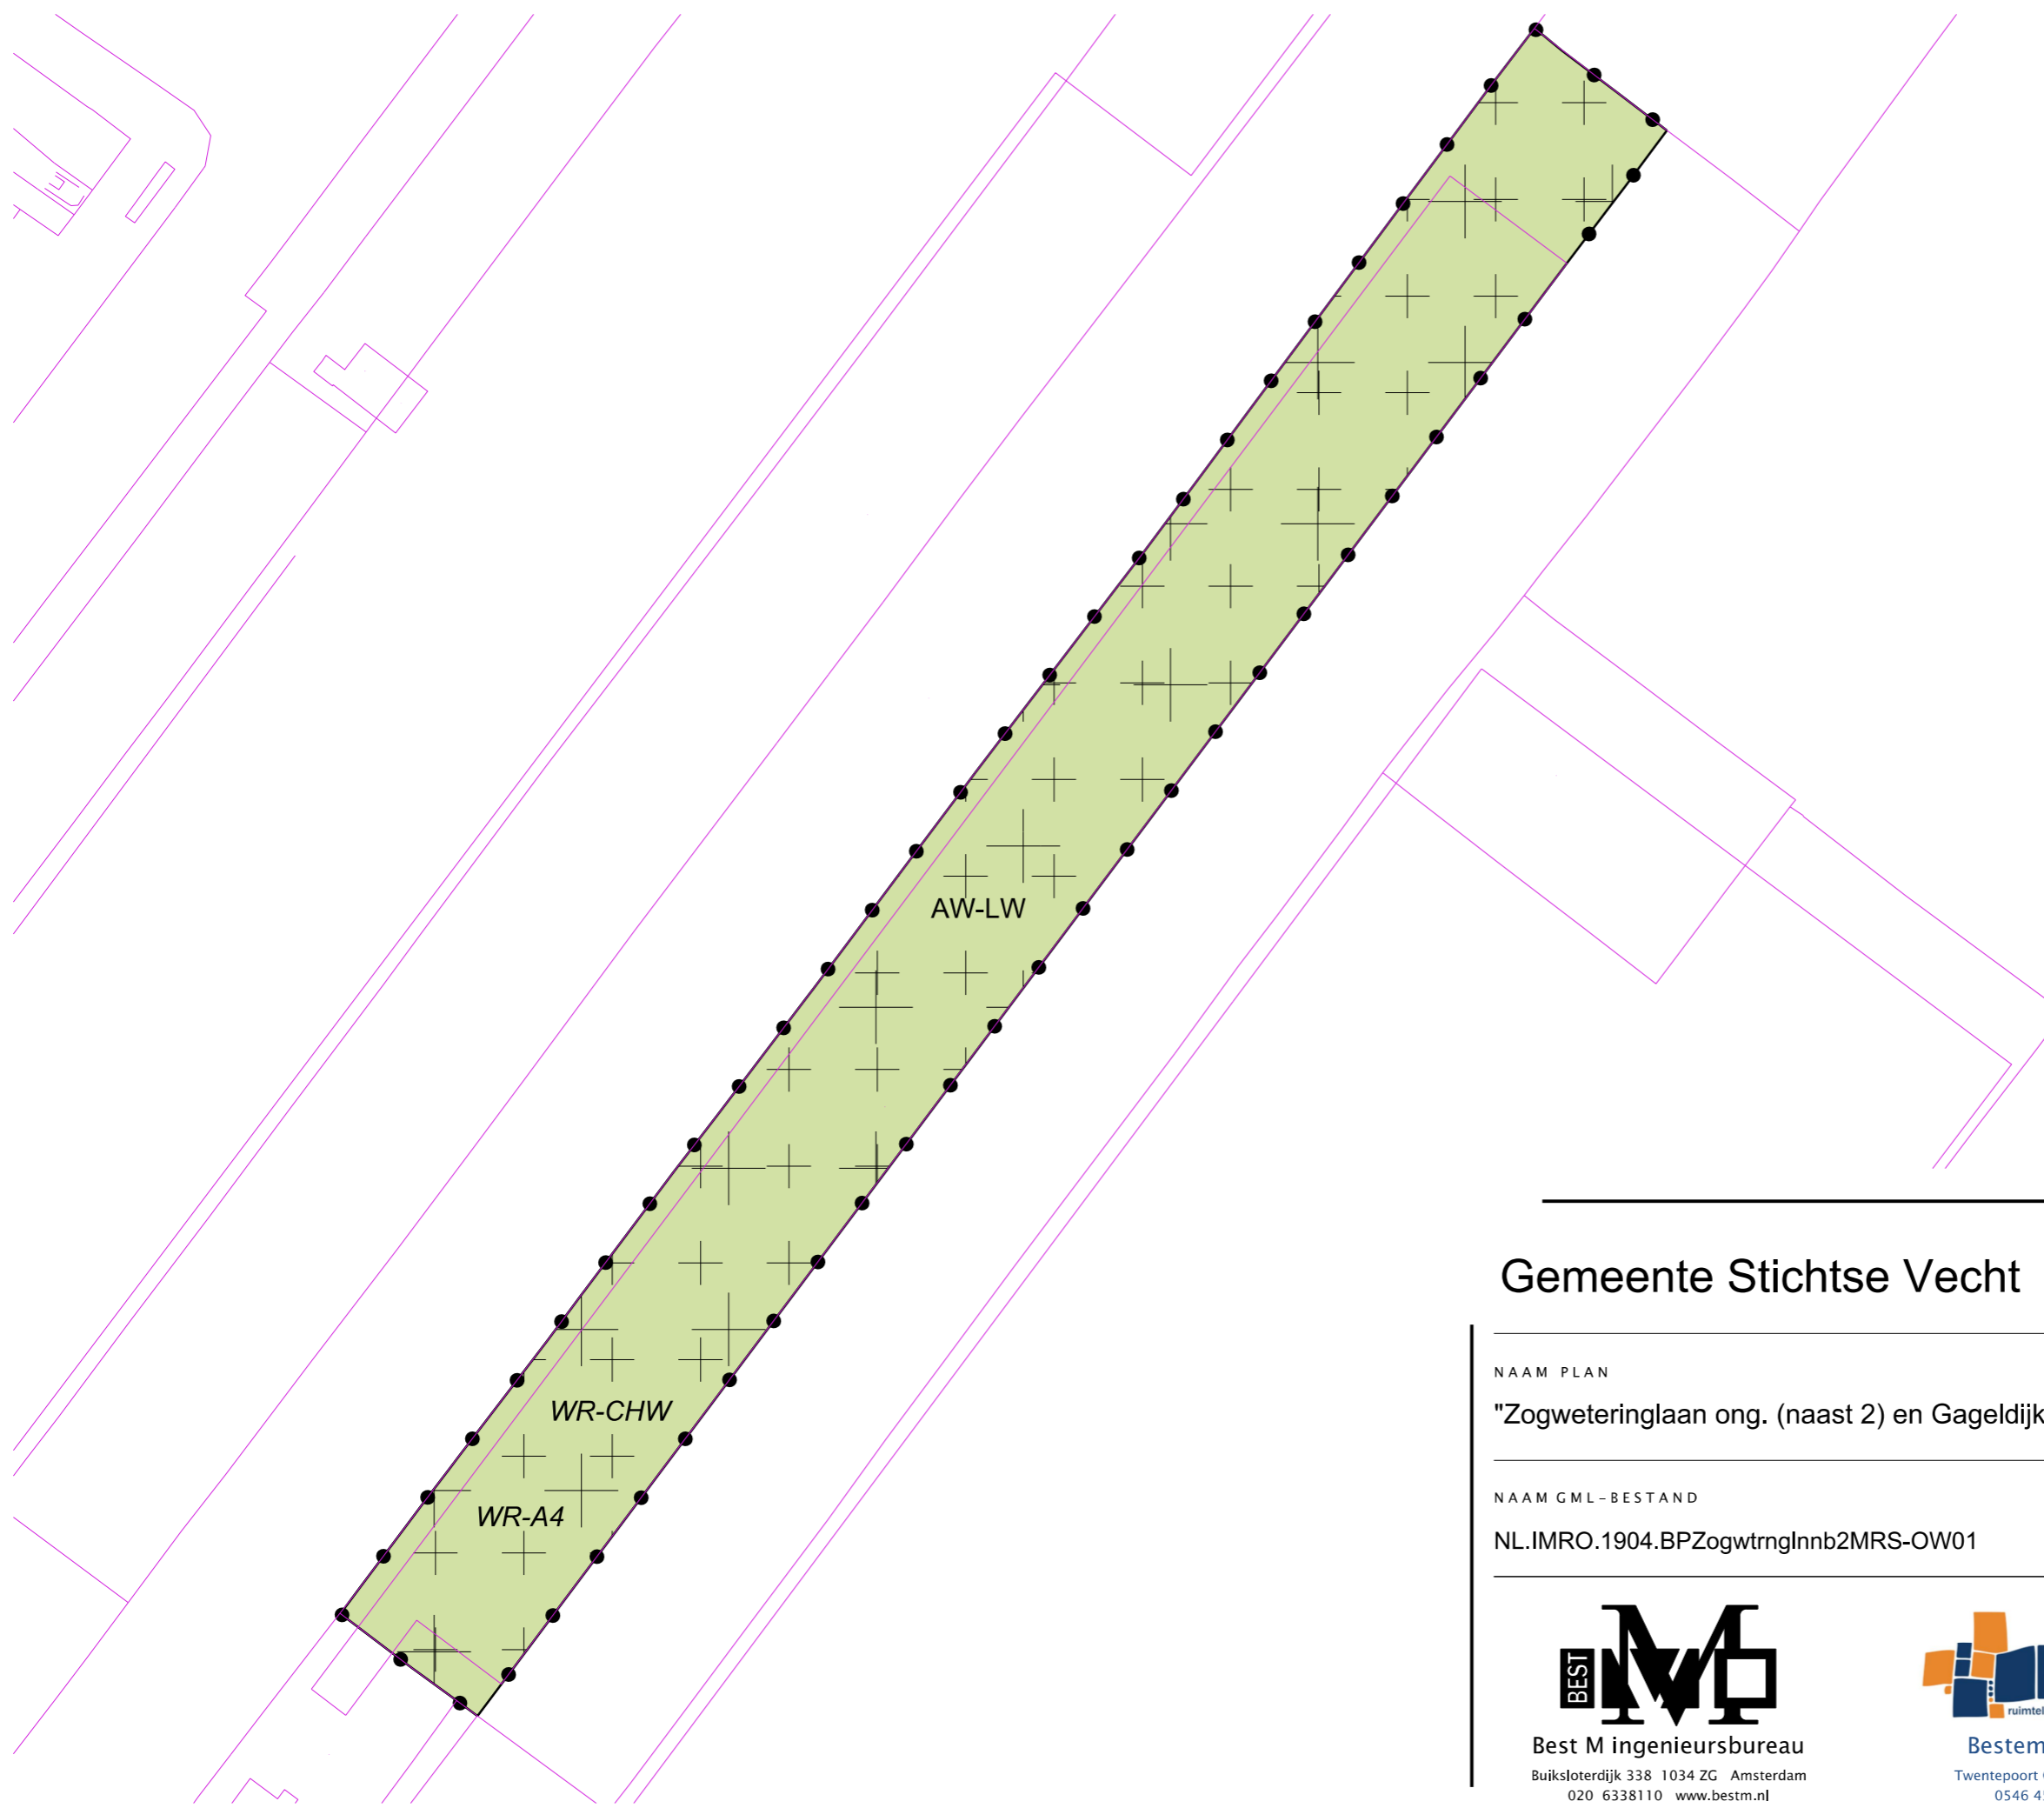 AW-LW
WR-CHW
WR-A4
Gemeente Stichtse Vecht
NAAM PLAN
"Zogweteringlaan ong. (naast 2) en Gageldijk
NAAM GML-BESTAND
NL.IMRO.1904.BPZogwtrnglnnb2MRS-OW01
BEST
M
Best M ingenieursbureau
Buiksloterdijk 338 1034 ZG Amsterdam
020 6338110 www.bestm.nl
ruimtel
Bestem
Twentepoort
0546 4